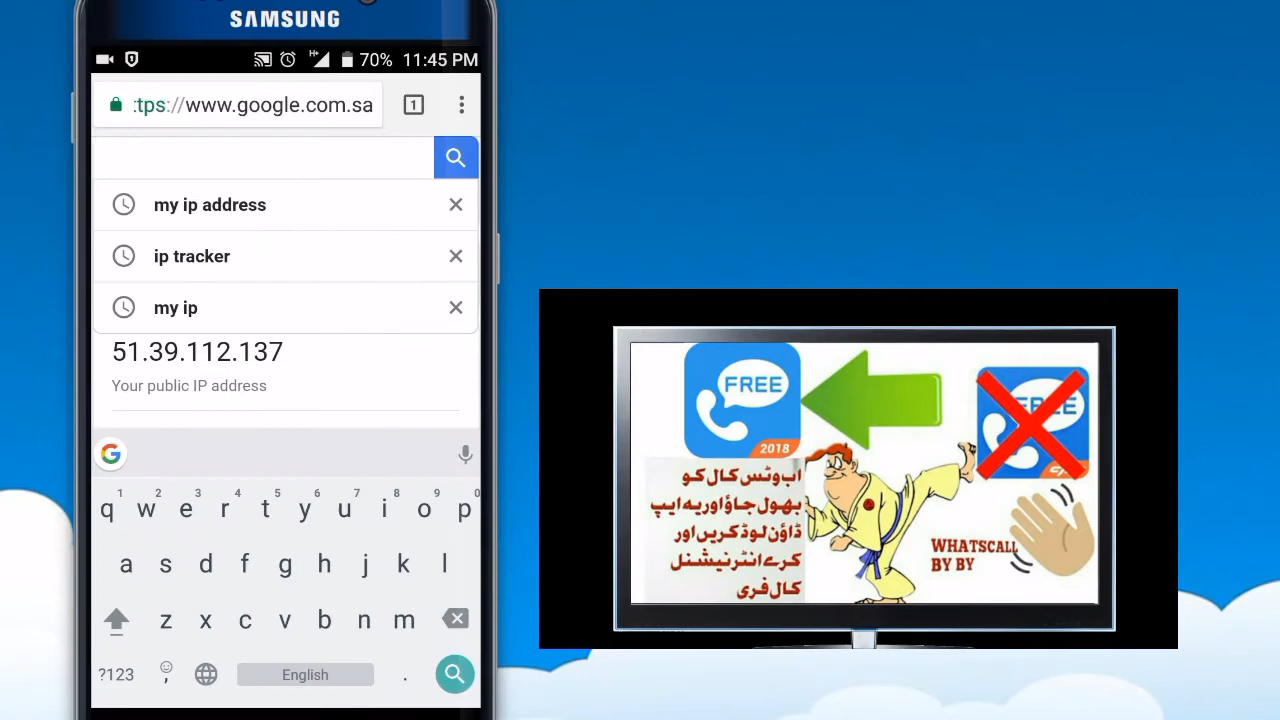 SAMSUNG
70% 11:45 PM
:tps://www.google.com.sa
1
my ip address
ip tracker
my ip
51.39.112.137
Your public IP address
1 2 3 4 5 6 7 8 9 0
q w e r t y u i o p
a s d f g h j k l
z x c v b n m
?123 , English .
FREE
2018
اب وٹس کال کو
بھول جاؤ اور یہ ایپ
ڈاؤن لوڈ کریں اور
کرے انٹرنیشنل
کال فری
FREE
WHATSCALL
BY BY